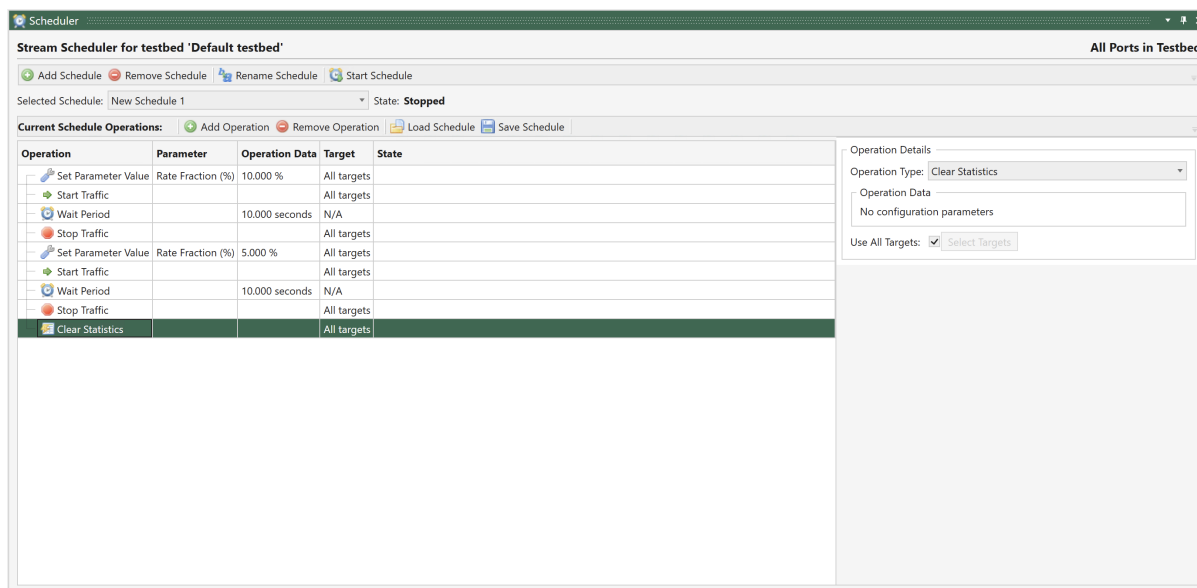 Scheduler
Stream Scheduler for testbed 'Default testbed' All Ports in Testbed
Add Schedule Remove Schedule Rename Schedule Start Schedule
Selected Schedule: New Schedule 1 State: Stopped
Current Schedule Operations: Add Operation Remove Operation Load Schedule Save Schedule
Operation Parameter Operation Data Target State
Set Parameter Value Rate Fraction (%) 10.000 % All targets
Start Traffic All targets
Wait Period 10.000 seconds N/A
Stop Traffic All targets
Set Parameter Value Rate Fraction (%) 5.000 % All targets
Start Traffic All targets
Wait Period 10.000 seconds N/A
Stop Traffic All targets
Clear Statistics All targets
Operation Details
Operation Type: Clear Statistics
Operation Data
No configuration parameters
Use All Targets: Select Targets